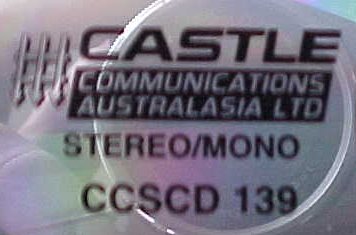 CASTLE
COMMUNICATIONS
AUSTRALASIA LTD
STEREO/MONO
CCSCD 139